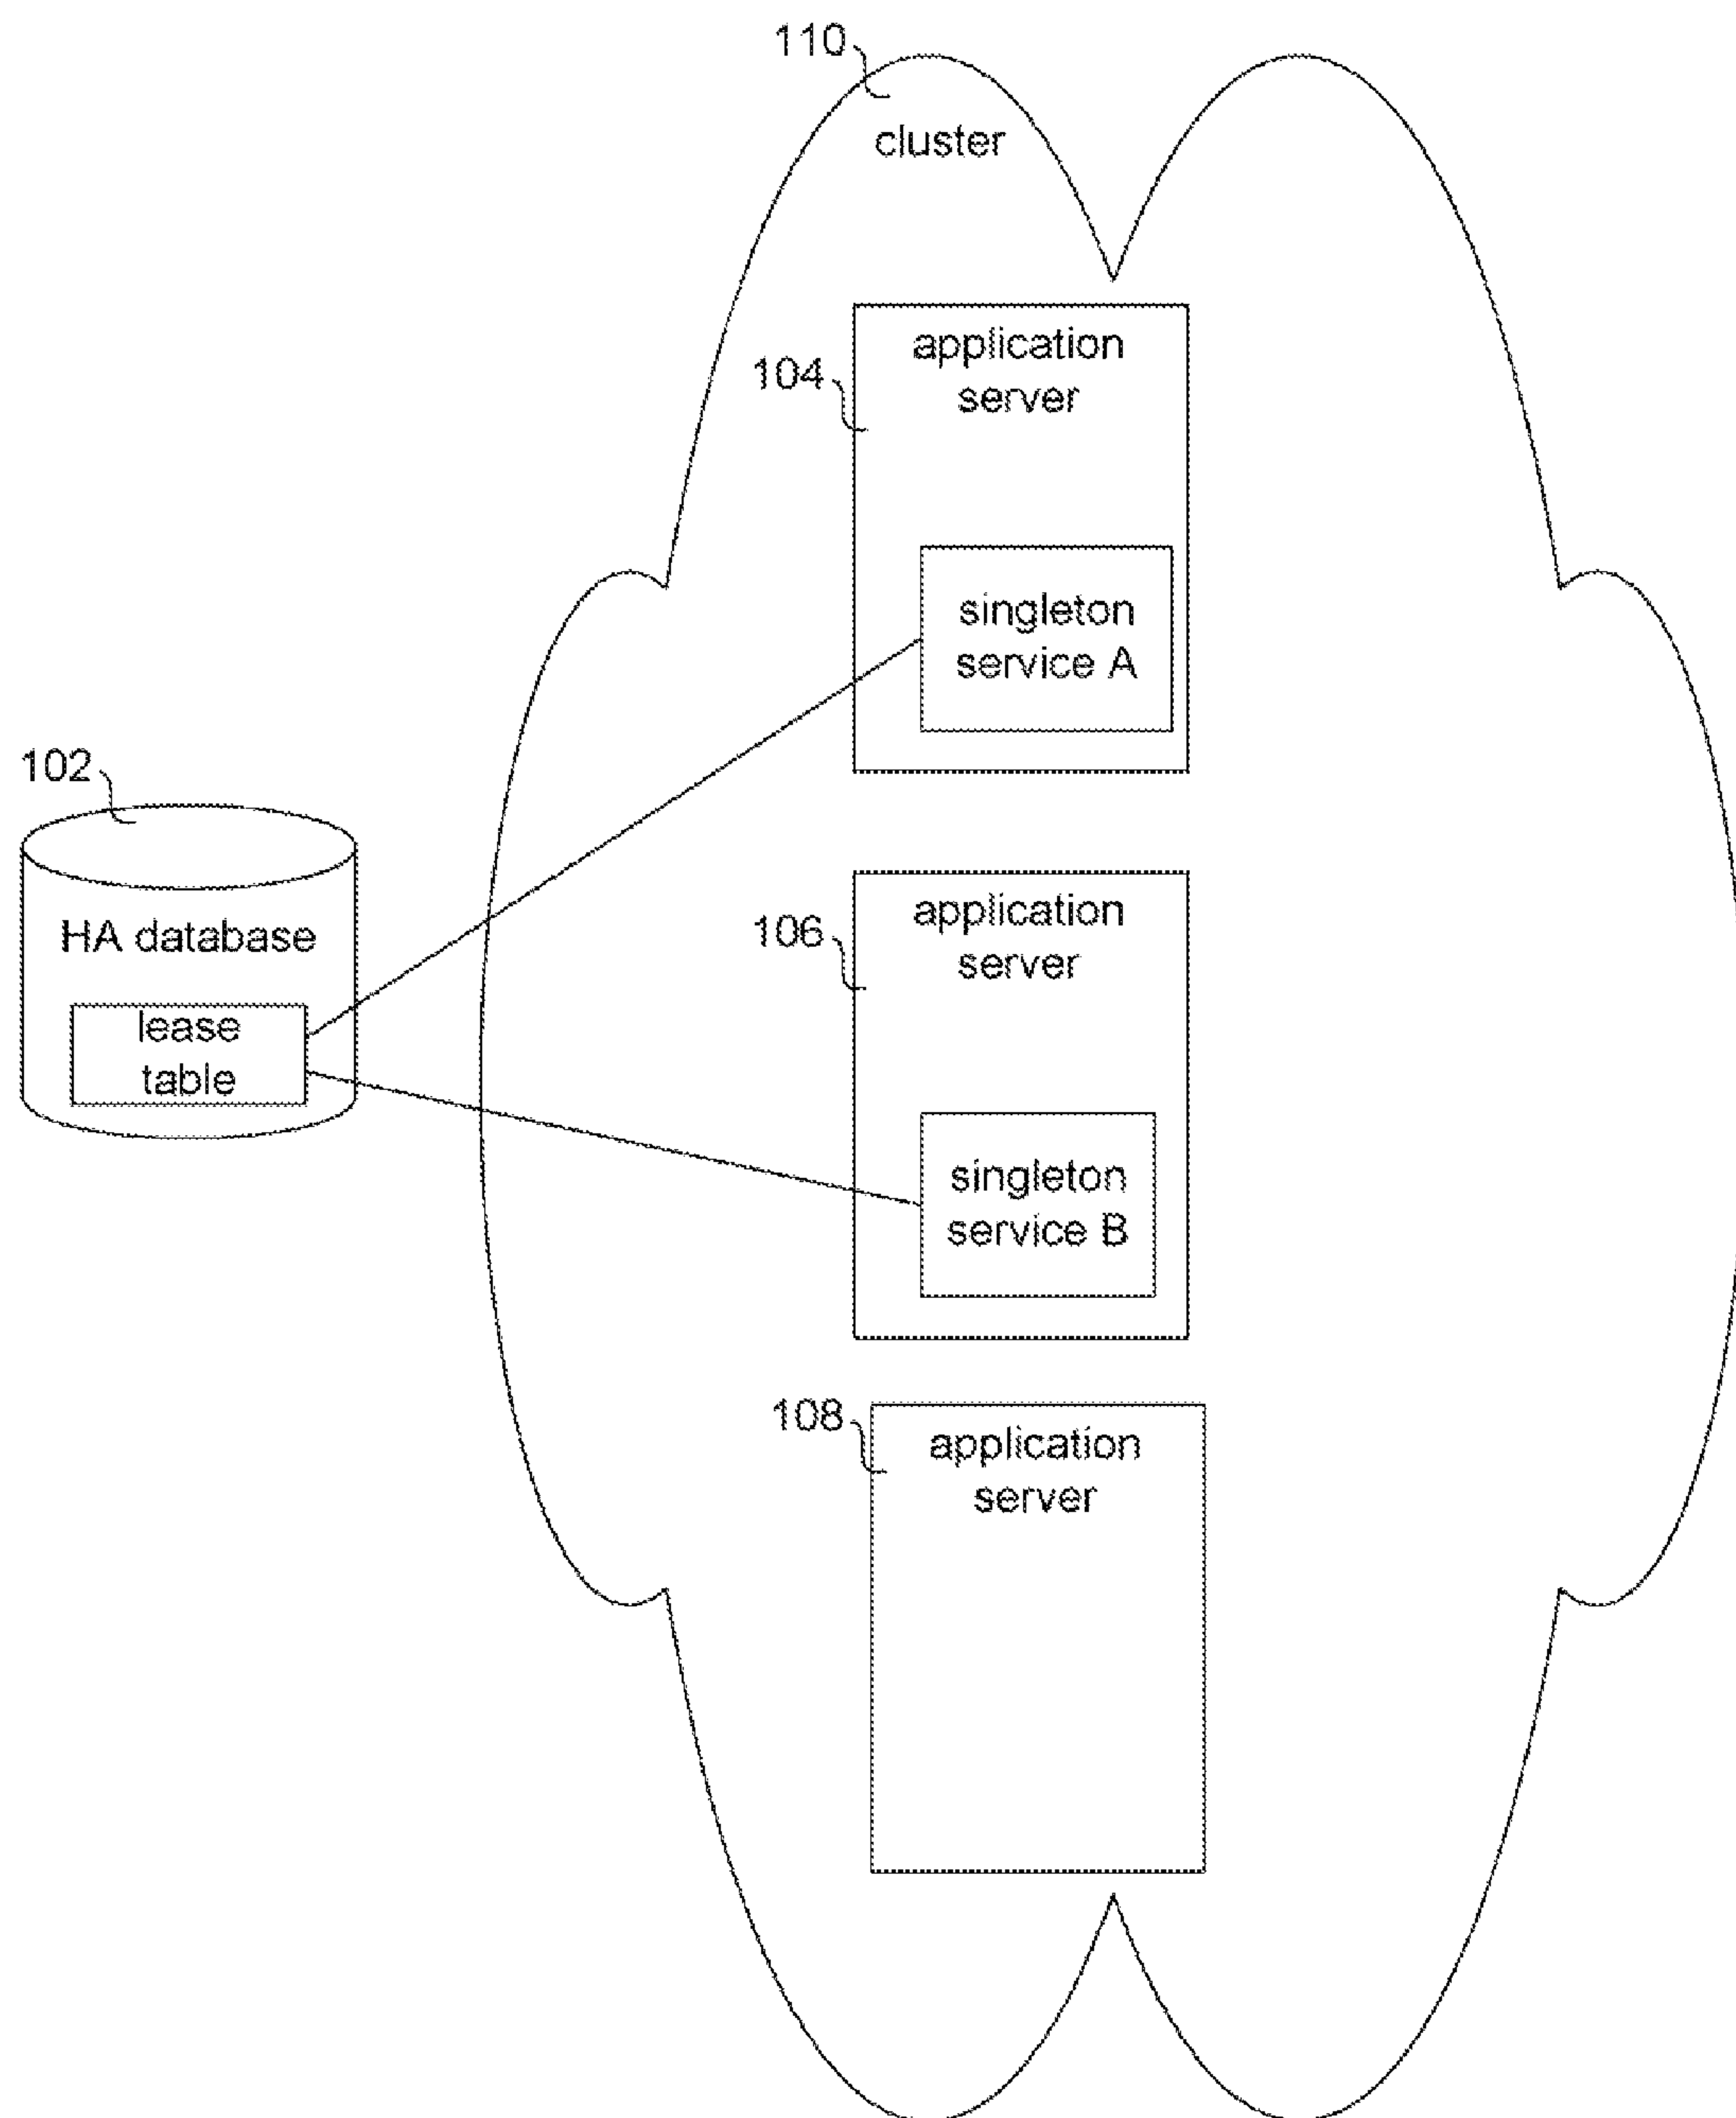 110
cluster
application
server
104
singleton
service A
102
HA database
lease
table
application
server
106
singleton
service B
108
application
server